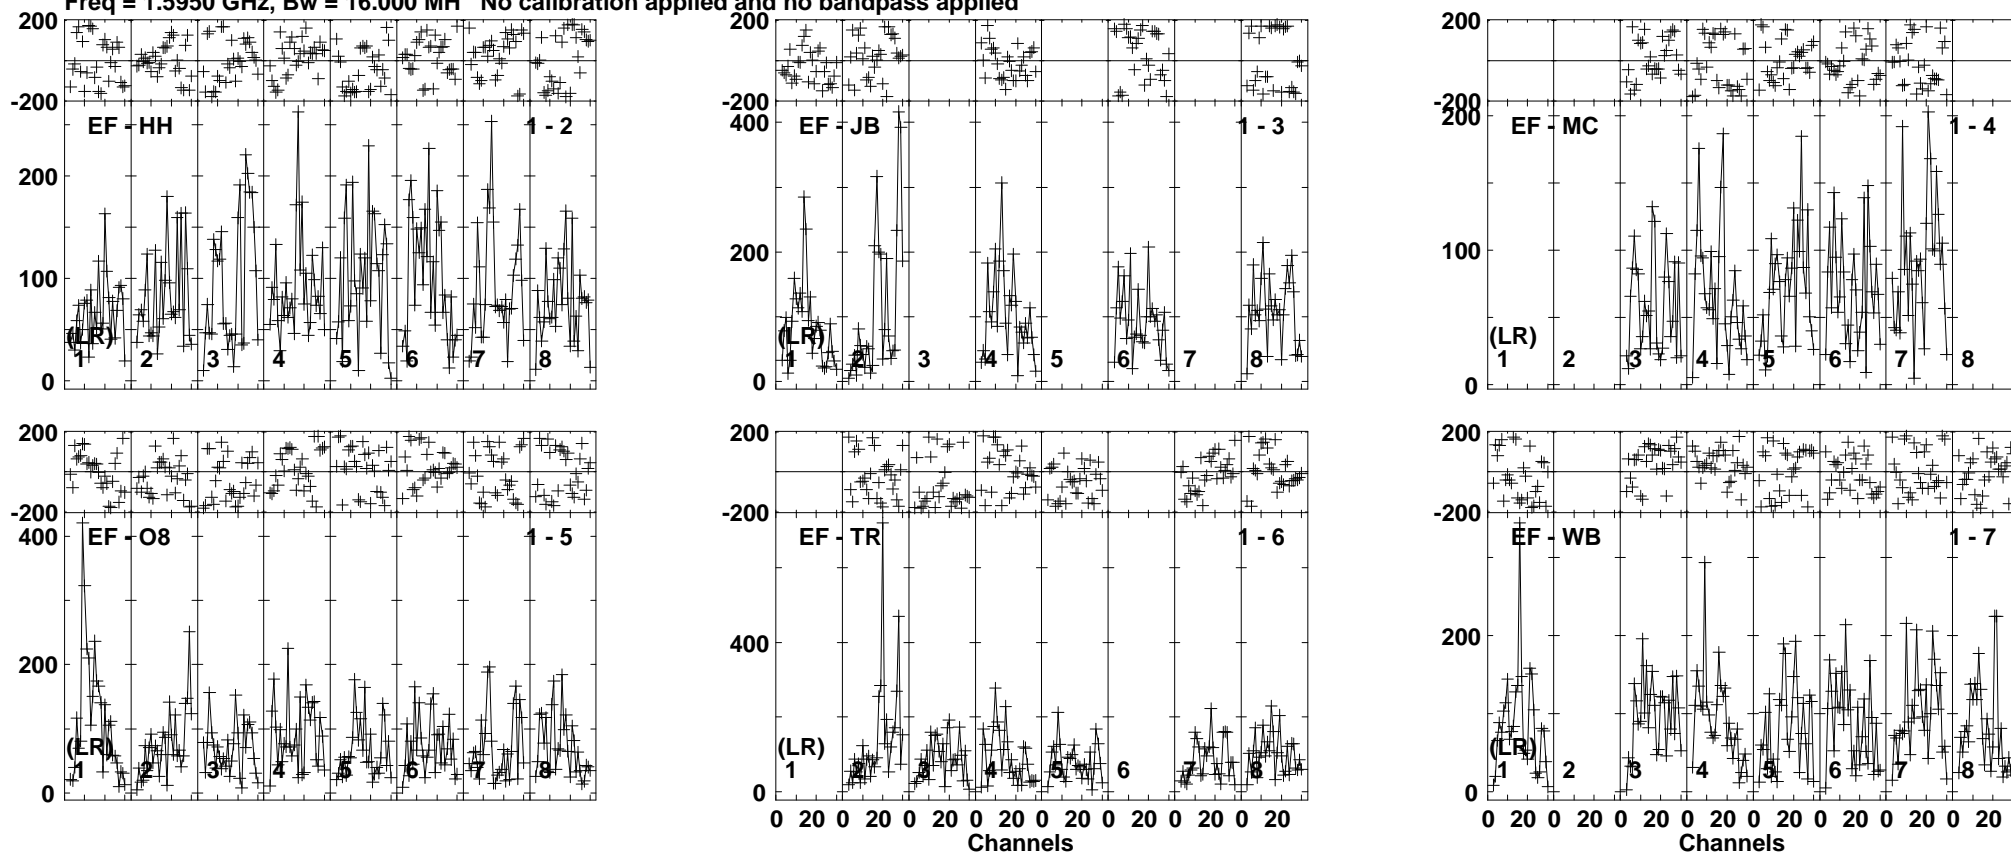 Freq = 1.5950 GHz, Bw = 16.000 MH No calibration applied and no bandpass applied
200 200 200
-200 -200 -200
EF - HH 1 - 2 EF - JB 1 - 3 EF - MC 1 - 4
400 200
200
200 100
100
(LR) (LR) (LR)
1 2 3 4 5 6 7 8 1 2 3 4 5 6 7 8 1 2 3 4 5 6 7 8
0 0 0
200 200 200
-200 -200 -200
EF - O8 1 - 5 EF - TR 1 - 6 EF - WB 1 - 7
400
400 200
200
(LR) (LR) (LR)
1 2 3 4 5 6 7 8 1 2 3 4 5 6 7 8 1 2 3 4 5 6 7 8
0 0 0
0 20 0 20 0 20 0 20 0 20 0 20 0 20 0 20 0 20 0 20 0 20 0 20 0 20 0 20 0 20 0 20
Channels Channels